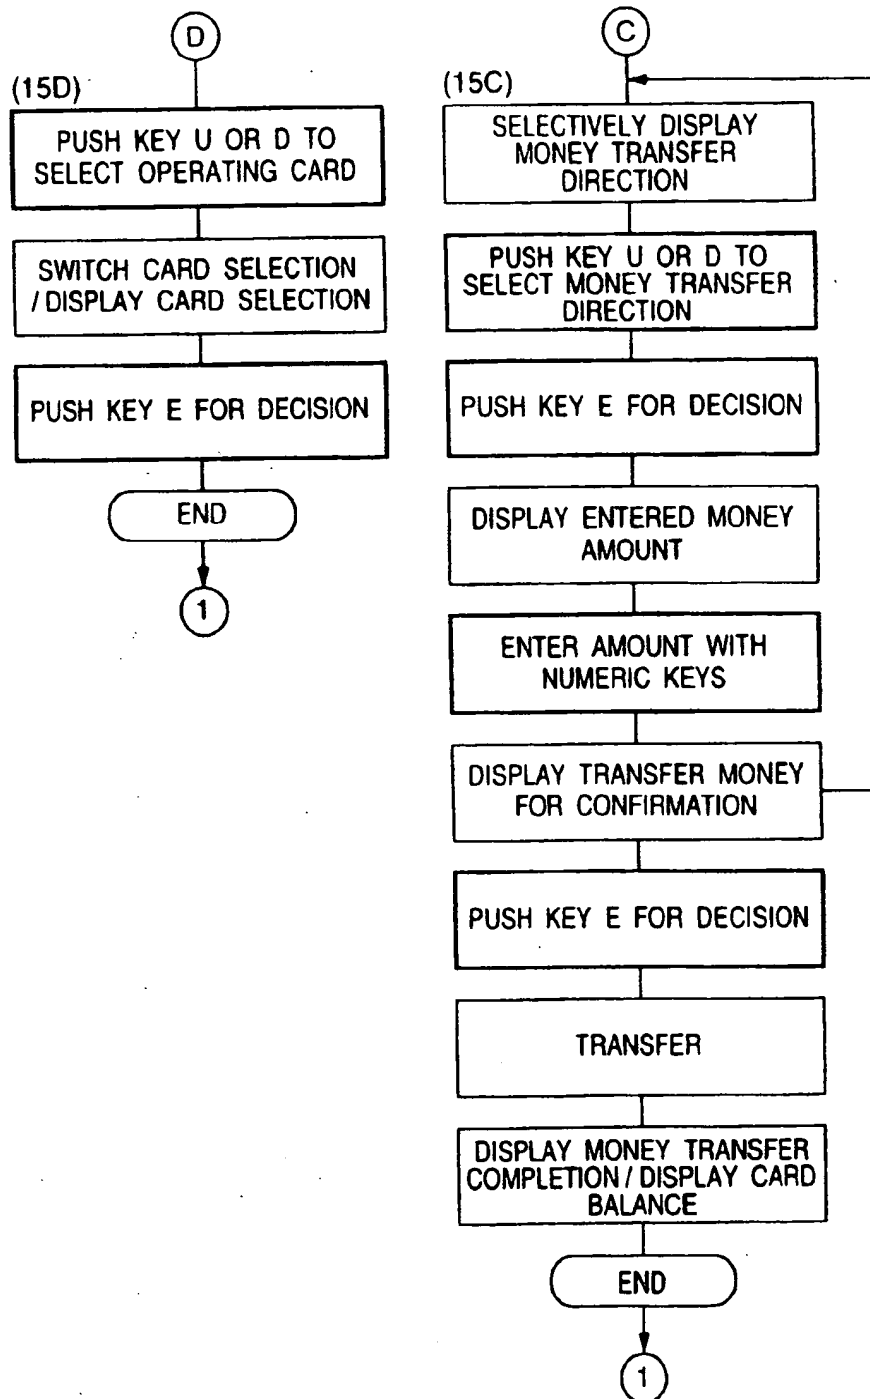 D
(15D)
PUSH KEY U OR D TO
SELECT OPERATING CARD
SWITCH CARD SELECTION
/ DISPLAY CARD SELECTION
PUSH KEY E FOR DECISION
END
1
C
(15C)
SELECTIVELY DISPLAY
MONEY TRANSFER
DIRECTION
PUSH KEY U OR D TO
SELECT MONEY TRANSFER
DIRECTION
PUSH KEY E FOR DECISION
DISPLAY ENTERED MONEY
AMOUNT
ENTER AMOUNT WITH
NUMERIC KEYS
DISPLAY TRANSFER MONEY
FOR CONFIRMATION
PUSH KEY E FOR DECISION
TRANSFER
DISPLAY MONEY TRANSFER
COMPLETION / DISPLAY CARD
BALANCE
END
1